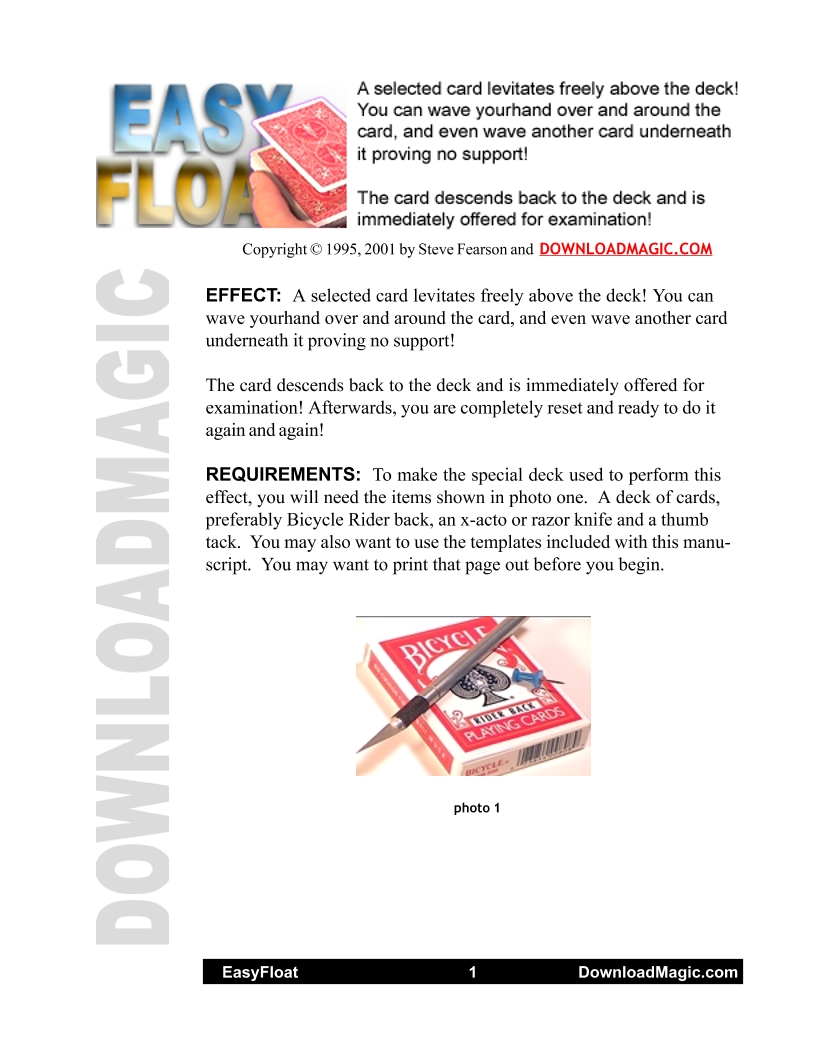 EASY
FLOA
A selected card levitates freely above the deck!
You can wave yourhand over and around the
card, and even wave another card underneath
it proving no support!
The card descends back to the deck and is
immediately offered for examination!
Copyright © 1995, 2001 by Steve Fearson and DOWNLOADMAGIC.COM
DOWNLOADMAGIC
EFFECT: A selected card levitates freely above the deck! You can
wave yourhand over and around the card, and even wave another card
underneath it proving no support!
The card descends back to the deck and is immediately offered for
examination! Afterwards, you are completely reset and ready to do it
again and again!
REQUIREMENTS: To make the special deck used to perform this
effect, you will need the items shown in photo one. A deck of cards,
preferably Bicycle Rider back, an x-acto or razor knife and a thumb
tack. You may also want to use the templates included with this manu-
script. You may want to print that page out before you begin.
BICYCLE
RIDER BACK
PLAYING CARDS
BICYCLE
photo 1
EasyFloat 1 DownloadMagic.com